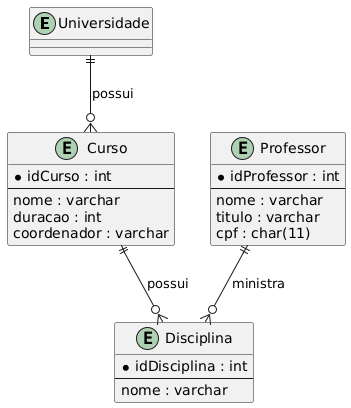 E Universidade
possui
E Curso
* idCurso : int
nome : varchar
duracao : int
coordenador : varchar
E Professor
* idProfessor : int
nome : varchar
titulo : varchar
cpf : char(11)
possui
ministra
E Disciplina
* idDisciplina : int
nome : varchar